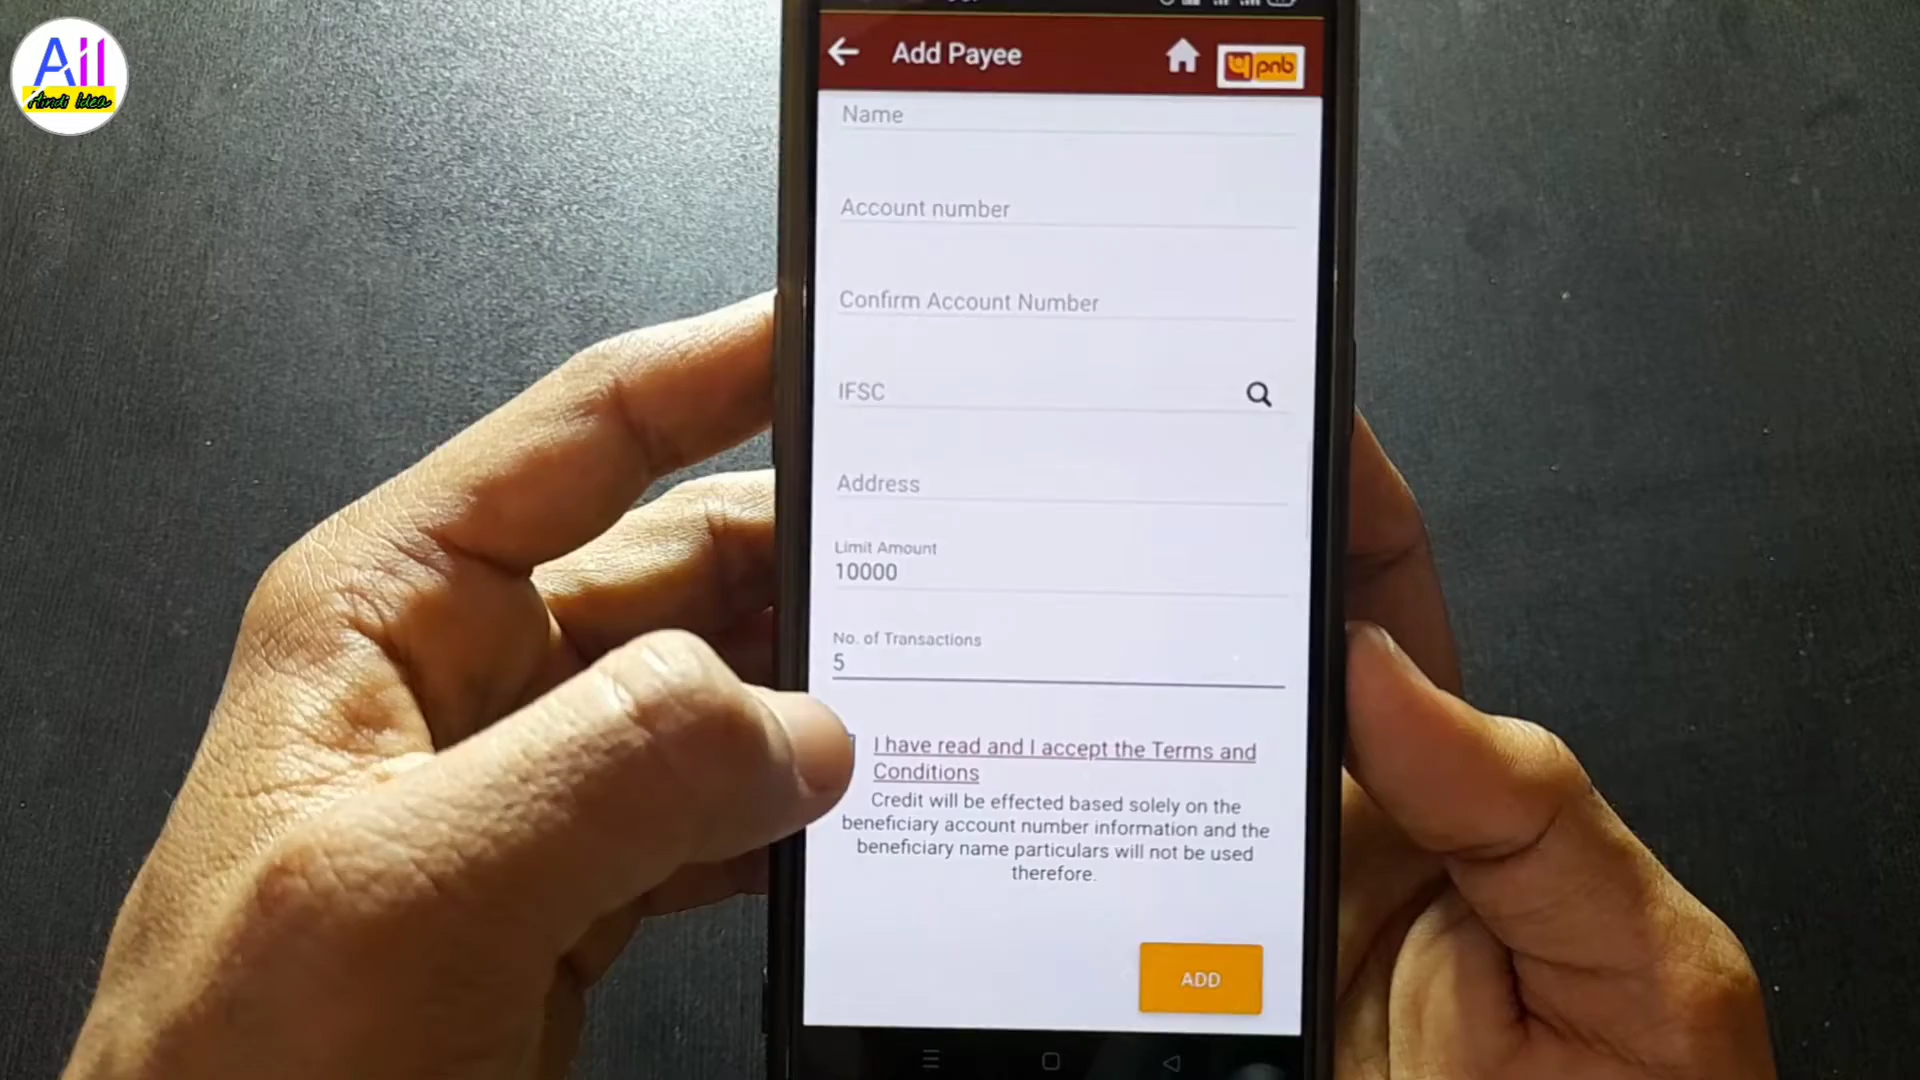 All
Hindi Idea
Add Payee
pnb
Name
Account number
Confirm Account Number
IFSC
Address
Limit Amount
10000
No. of Transactions
5
I have read and I accept the Terms and
Conditions
Credit will be effected based solely on the
beneficiary account number information and the
beneficiary name particulars will not be used
therefore.
ADD